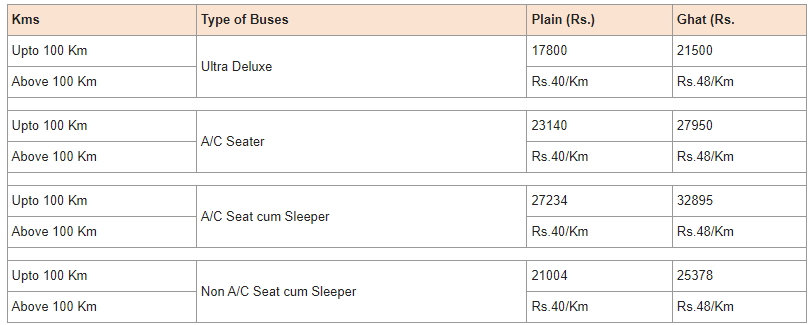 Kms Type of Buses Plain (Rs.) Ghat (Rs.
Upto 100 Km 17800 21500
Ultra Deluxe
Above 100 Km Rs.40/Km Rs.48/Km
Upto 100 Km 23140 27950
A/C Seater
Above 100 Km Rs.40/Km Rs.48/Km
Upto 100 Km 27234 32895
A/C Seat cum Sleeper
Above 100 Km Rs.40/Km Rs.48/Km
Upto 100 Km 21004 25378
Non A/C Seat cum Sleeper
Above 100 Km Rs.40/Km Rs.48/Km